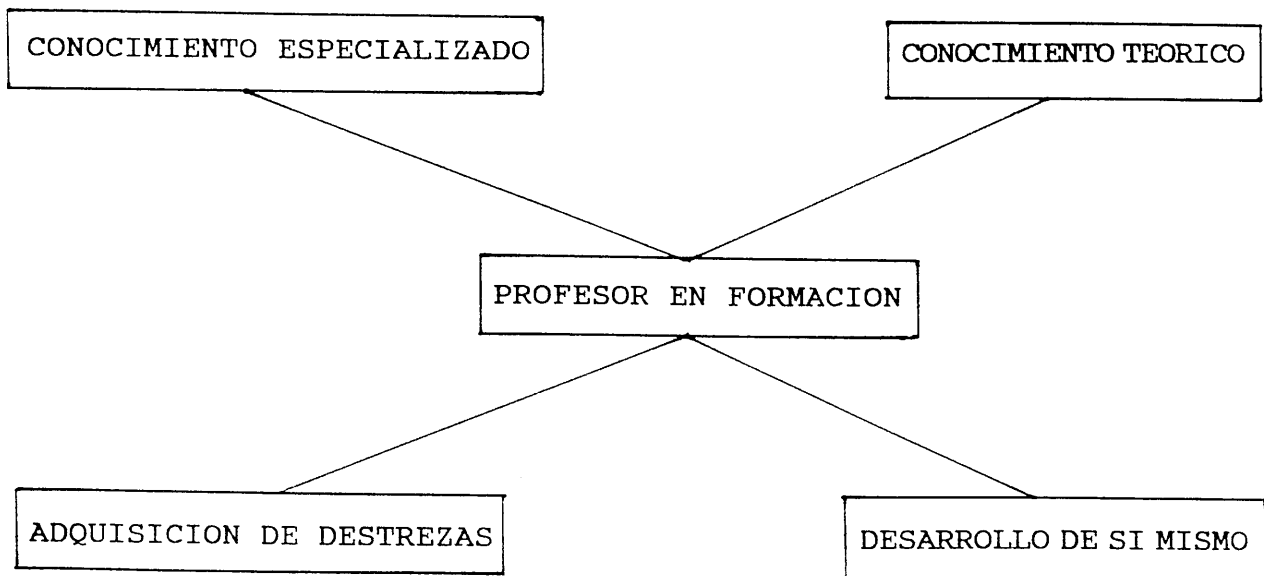 CONOCIMIENTO ESPECIALIZADO
CONOCIMIENTO TEORICO
PROFESOR EN FORMACION
ADQUISICION DE DESTREZAS
DESARROLLO DE SI MISMO